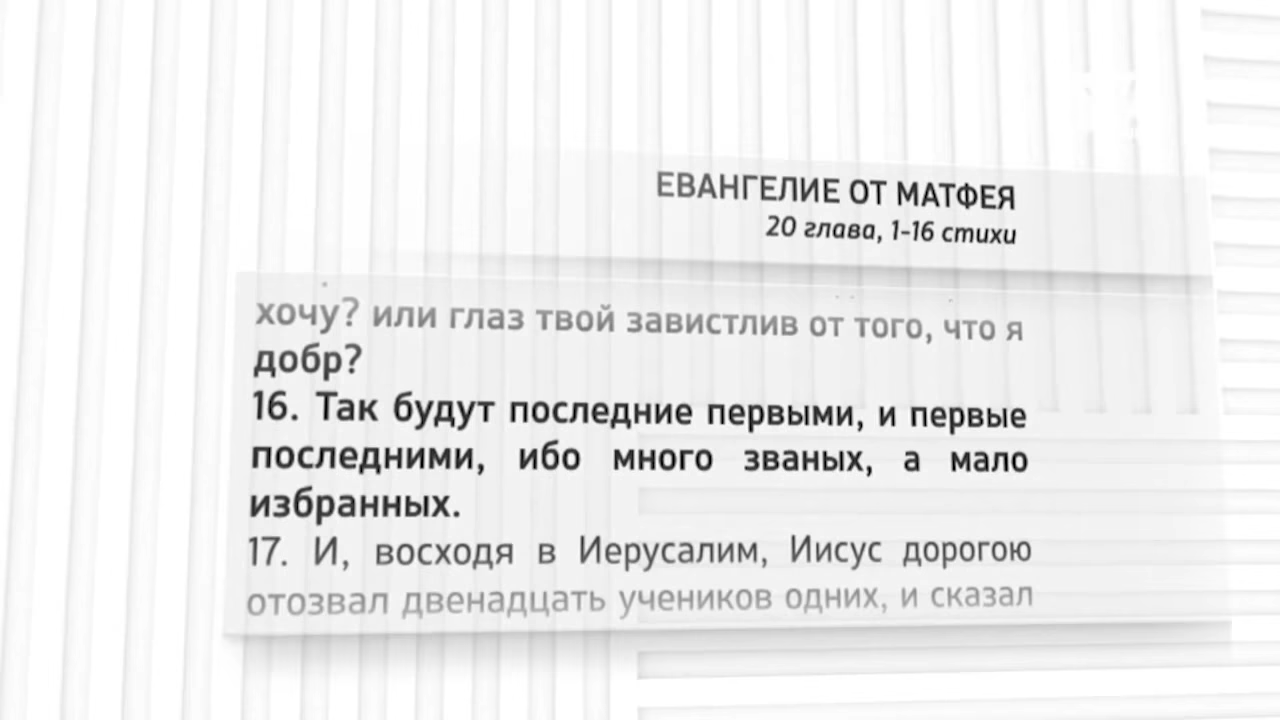 ЕВАНГЕЛИЕ ОТ МАТФЕЯ
20 глава, 1-16 стихи
хочу? или глаз твой завистлив от того, что я
добр?
16. Так будут последние первыми, и первые
последними, ибо много званых, а мало
избранных.
17. И, восходя в Иерусалим, Иисус дорогою
отозвал двенадцать учеников одних, и сказал